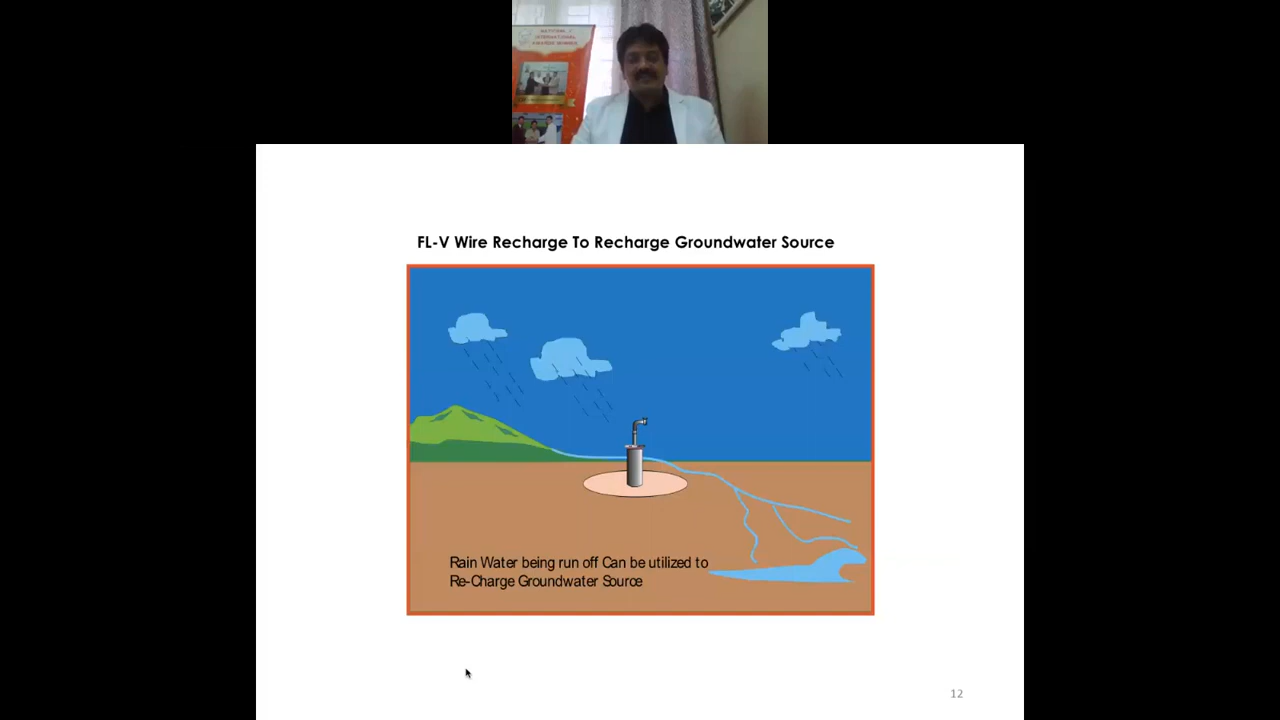 FL-V Wire Recharge To Recharge Groundwater Source
Rain Water being run off Can be utilized to
Re-Charge Groundwater Source
12